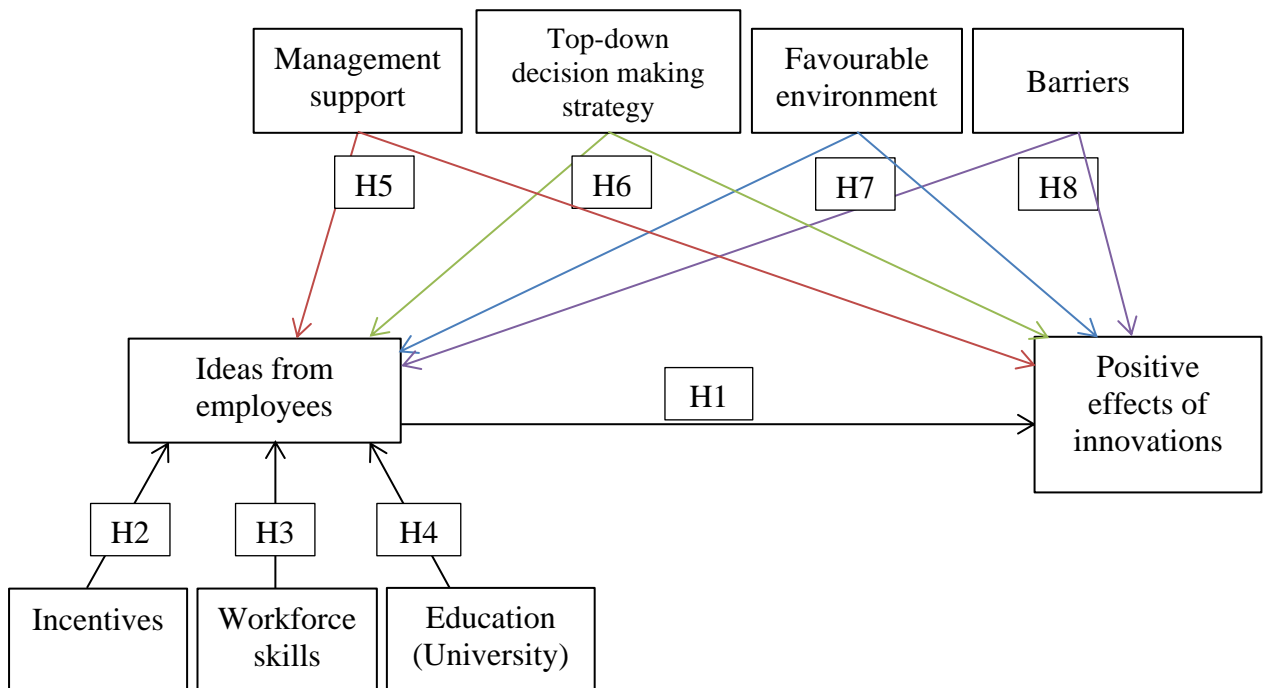 Management
support
Top-down
decision making
strategy
Favourable
environment
Barriers
H5
H6
H7
H8
Ideas from
employees
H1
Positive
effects of
innovations
H2
H3
H4
Incentives
Workforce
skills
Education
(University)